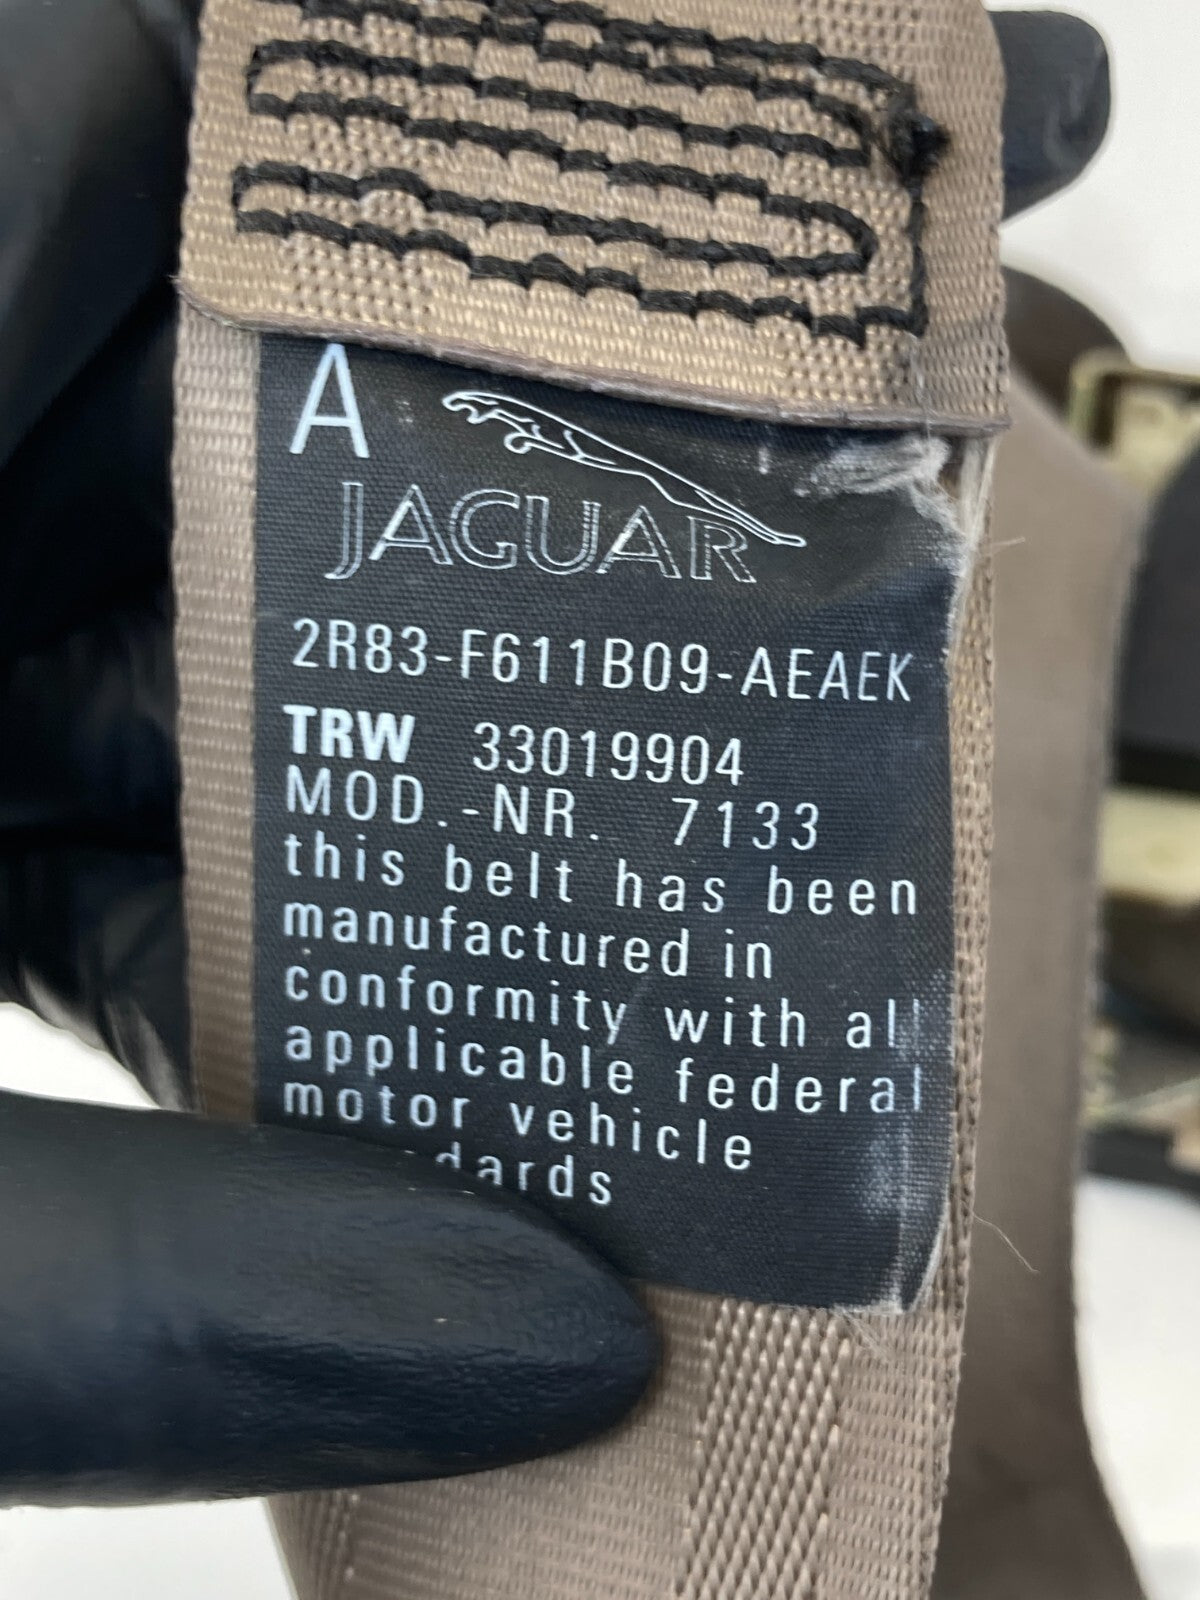 A
JAGUAR
2R83-F611B09-AEAEK
TRW 33019904
MOD.-NR. 7133
this belt has been
manufactured in
conformity with all
applicable federal
motor vehicle